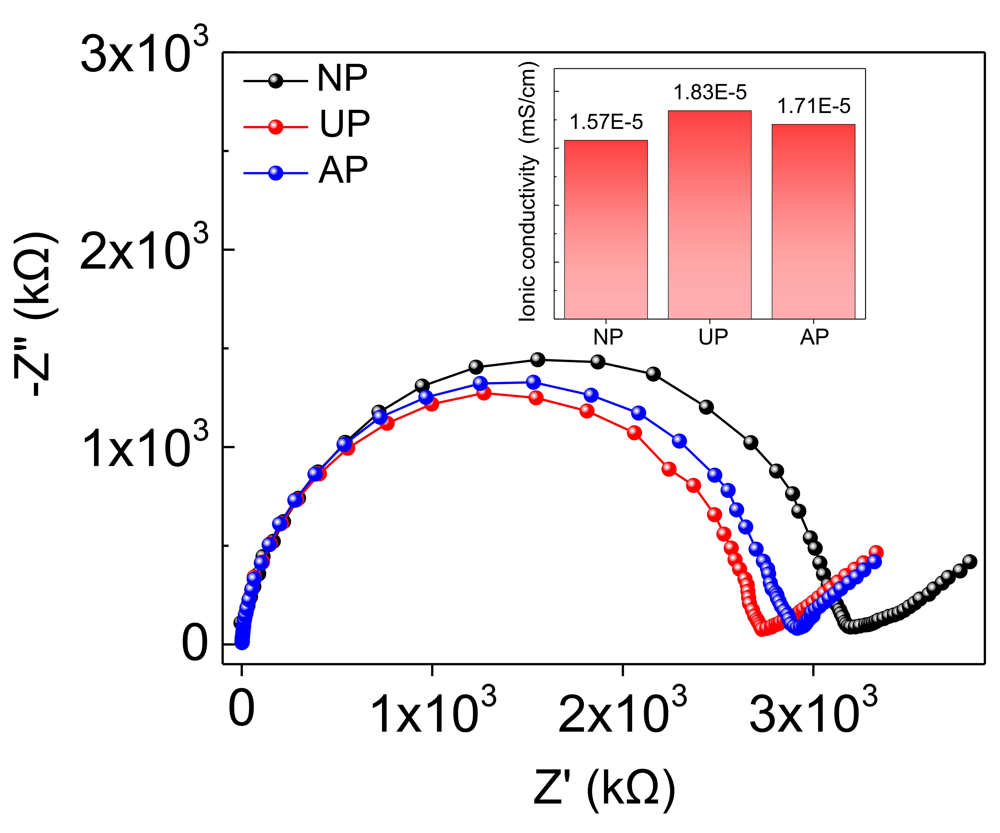 3x10³
2x10³
1x10³
0
-Z" (kΩ)
NP
UP
AP
Ionic conductivity (mS/cm)
1.57E-5
1.83E-5
1.71E-5
NP
UP
AP
0
1x10³
2x10³
3x10³
Z' (kΩ)